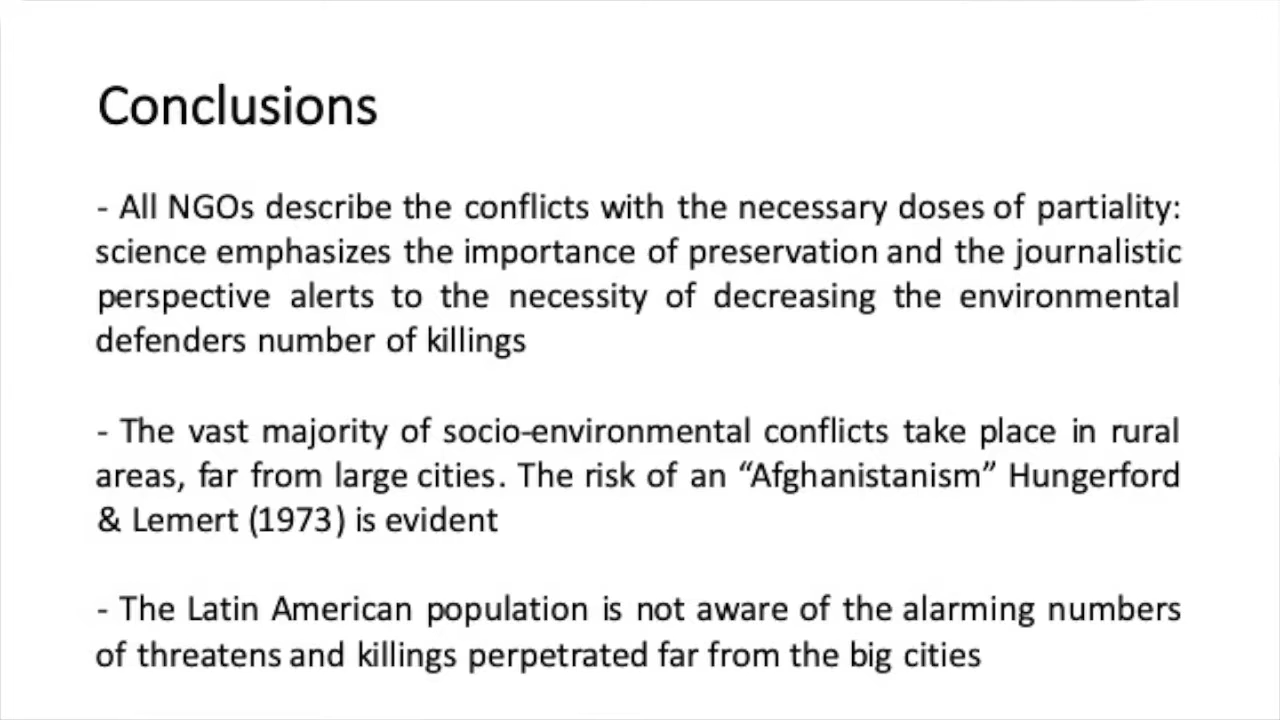 Conclusions
- All NGOs describe the conflicts with the necessary doses of partiality:
science emphasizes the importance of preservation and the journalistic
perspective alerts to the necessity of decreasing the environmental
defenders number of killings
- The vast majority of socio-environmental conflicts take place in rural
areas, far from large cities. The risk of an “Afghanistanism” Hungerford
& Lemert (1973) is evident
- The Latin American population is not aware of the alarming numbers
of threatens and killings perpetrated far from the big cities